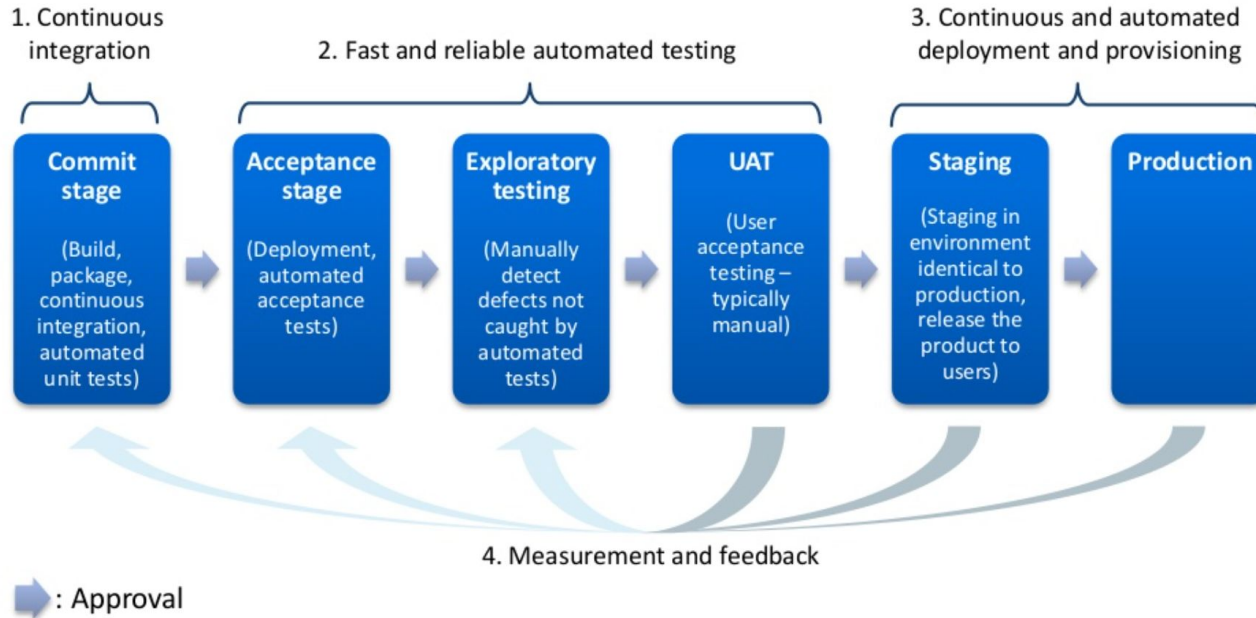 1. Continuous
integration
2. Fast and reliable automated testing
3. Continuous and automated
deployment and provisioning
Commit
stage
(Build,
package,
continuous
integration,
automated
unit tests)
Acceptance
stage
(Deployment,
automated
acceptance
tests)
Exploratory
testing
(Manually
detect
defects not
caught by
automated
tests)
UAT
(User
acceptance
testing –
typically
manual)
Staging
(Staging in
environment
identical to
production,
release the
product to
users)
Production
4. Measurement and feedback
: Approval